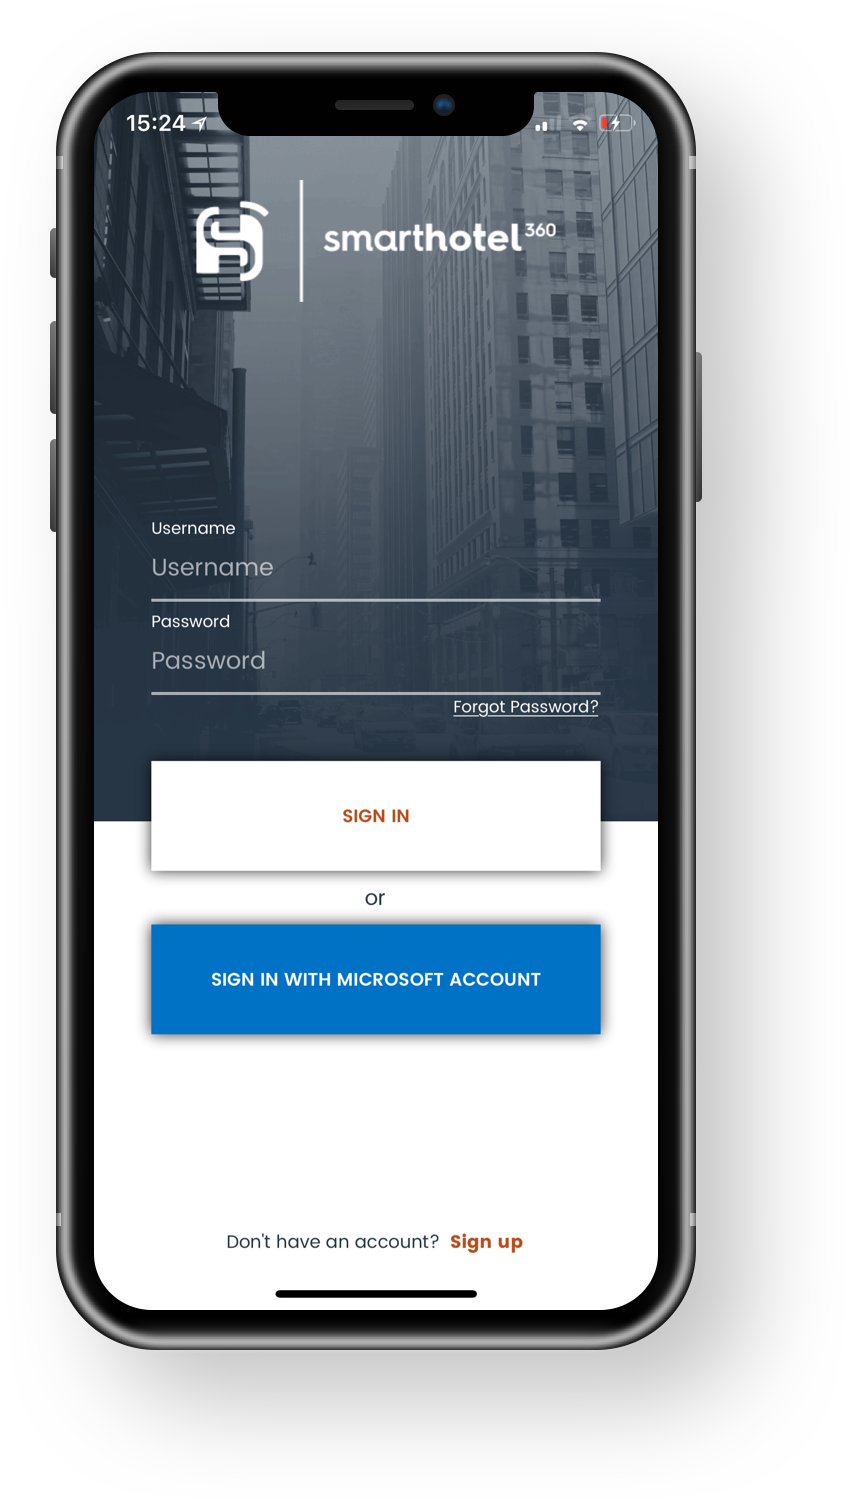 15:24
smarthotel360
Username
Username
Password
Password
Forgot Password?
SIGN IN
or
SIGN IN WITH MICROSOFT ACCOUNT
Don't have an account? Sign up